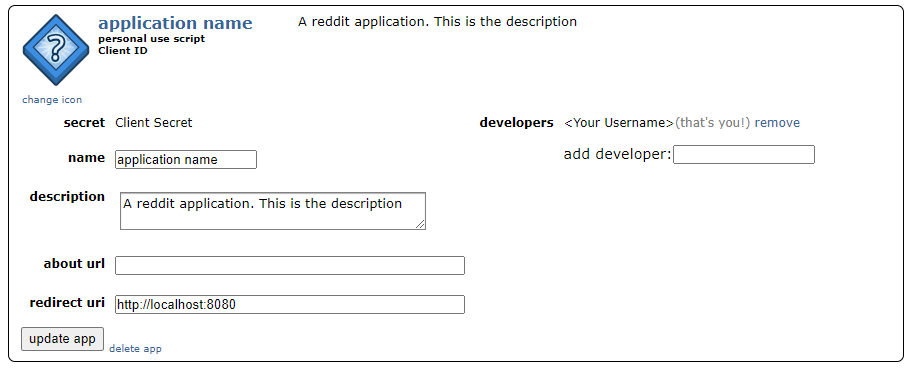 application name
A reddit application. This is the description
personal use script
Client ID
change icon
secret Client Secret
developers <Your Username>(that's you!) remove
name application name
add developer:
description A reddit application. This is the description
about url
redirect uri http://localhost:8080
update app delete app